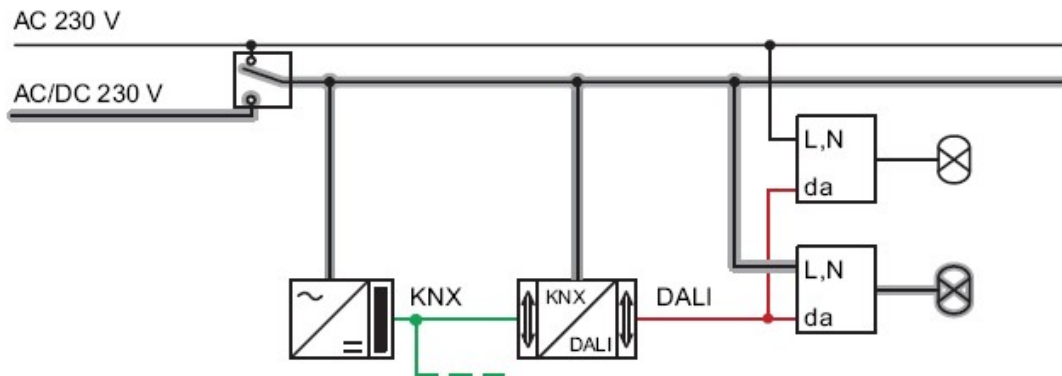 AC 230 V
AC/DC 230 V
L,N
da
L,N
da
KNX
KNX
DALI
DALI